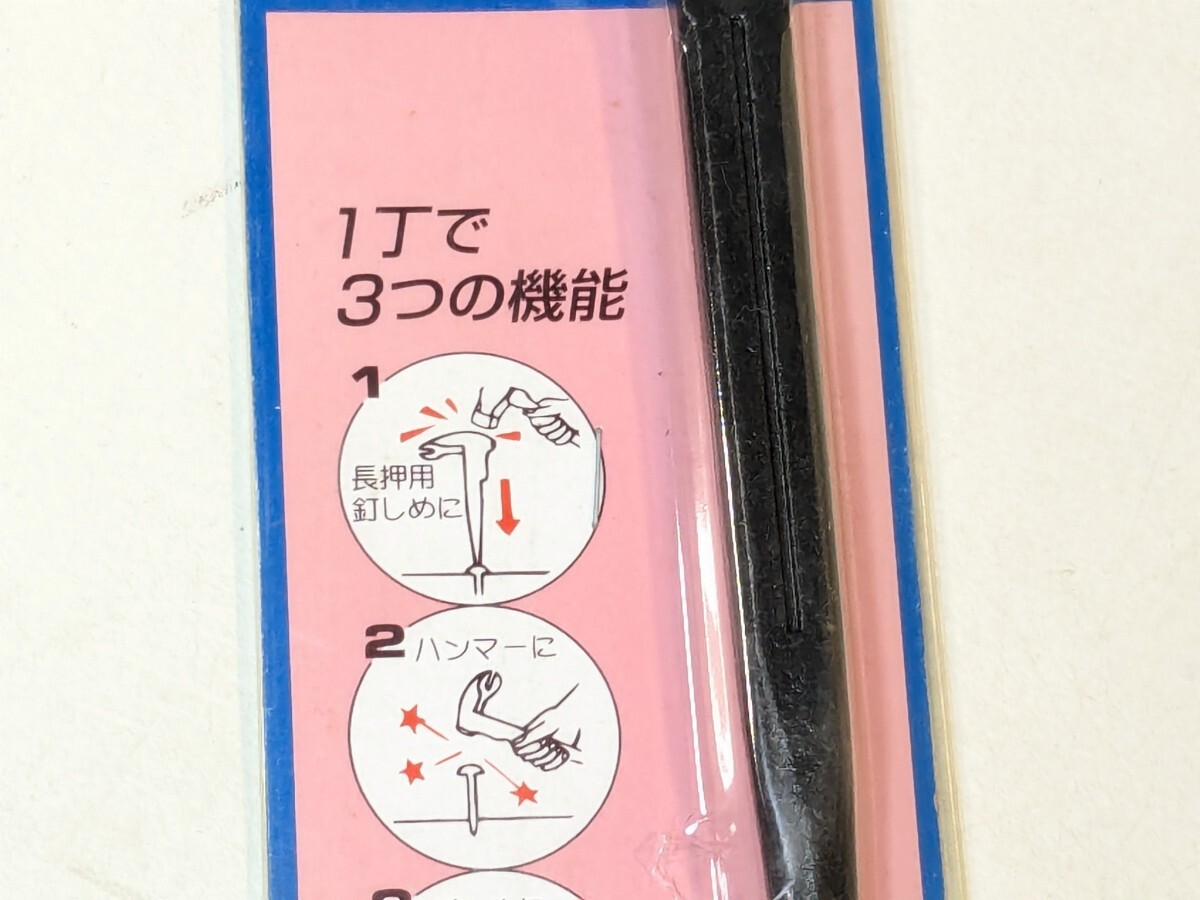 1丁で
3つの機能
1
長押用
釘しめに
2 ハンマーに